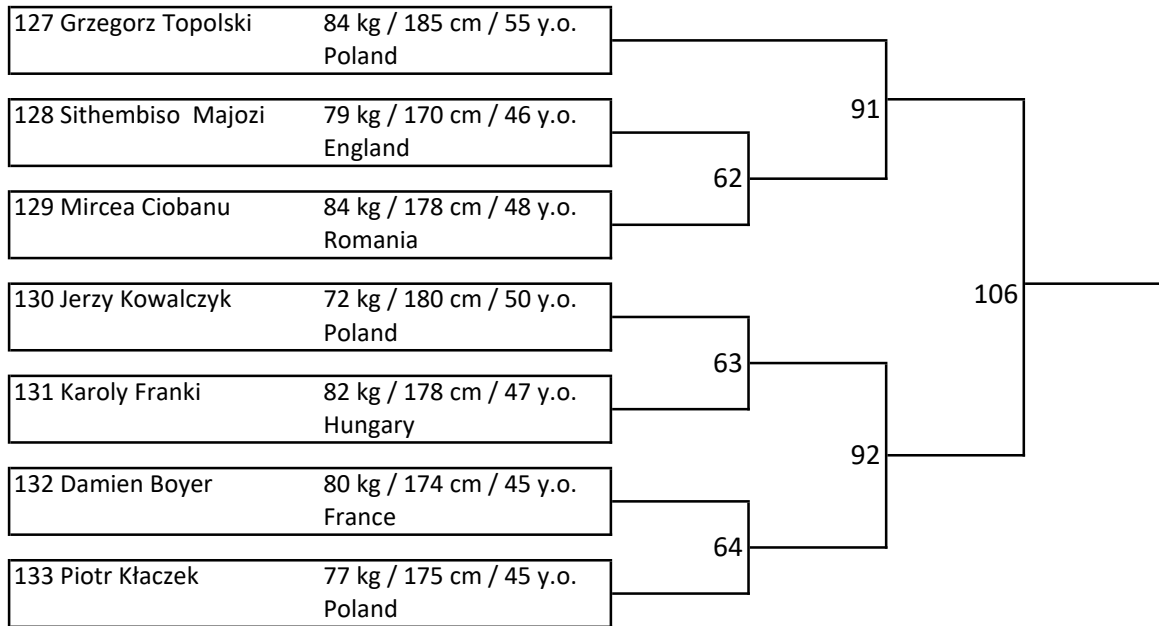 127 Grzegorz Topolski 84 kg / 185 cm / 55 y.o.
Poland
91
128 Sithembiso  Majozi 79 kg / 170 cm / 46 y.o.
England
62
129 Mircea Ciobanu 84 kg / 178 cm / 48 y.o.
Romania
130 Jerzy Kowalczyk 72 kg / 180 cm / 50 y.o.
106
Poland
63
131 Karoly Franki 82 kg / 178 cm / 47 y.o.
Hungary
92
132 Damien Boyer 80 kg / 174 cm / 45 y.o.
France
64
133 Piotr Kłaczek 77 kg / 175 cm / 45 y.o.
Poland